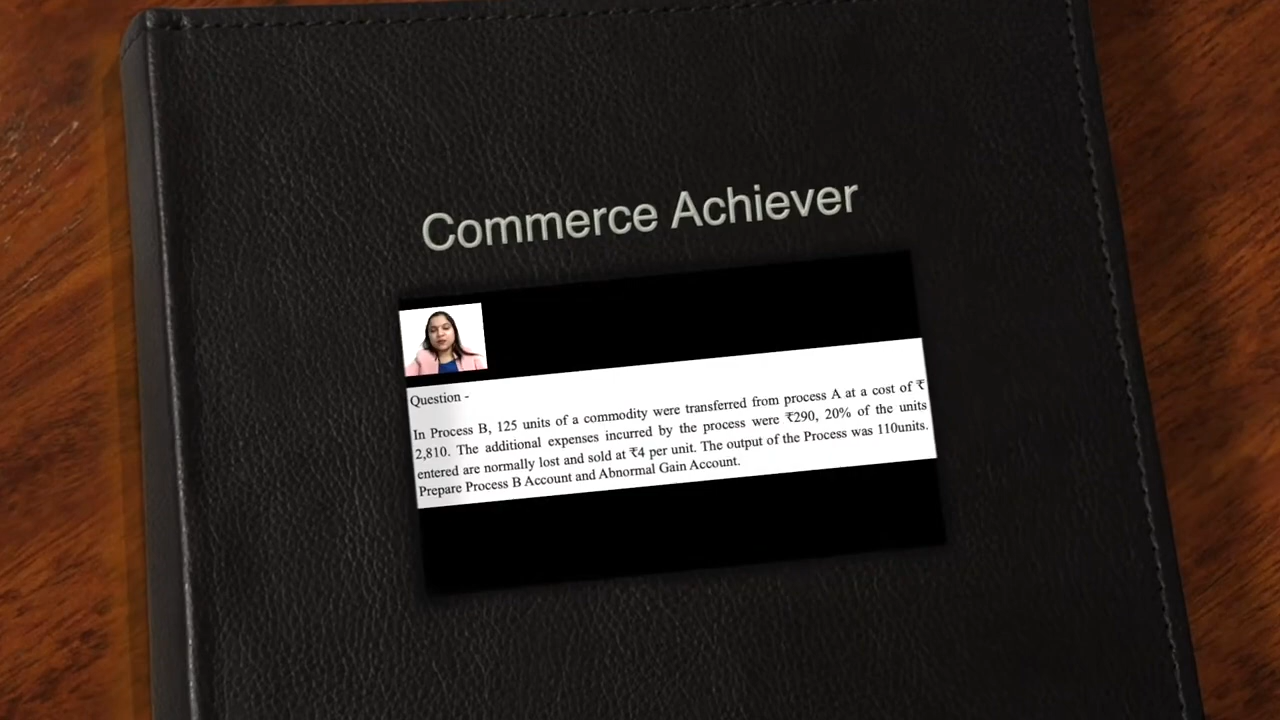 Commerce Achiever
Question -
In Process B, 125 units of a commodity were transferred from process A at a cost of ₹
2,810. The additional expenses incurred by the process were ₹290, 20% of the units
entered are normally lost and sold at ₹4 per unit. The output of the Process was 110units.
Prepare Process B Account and Abnormal Gain Account.